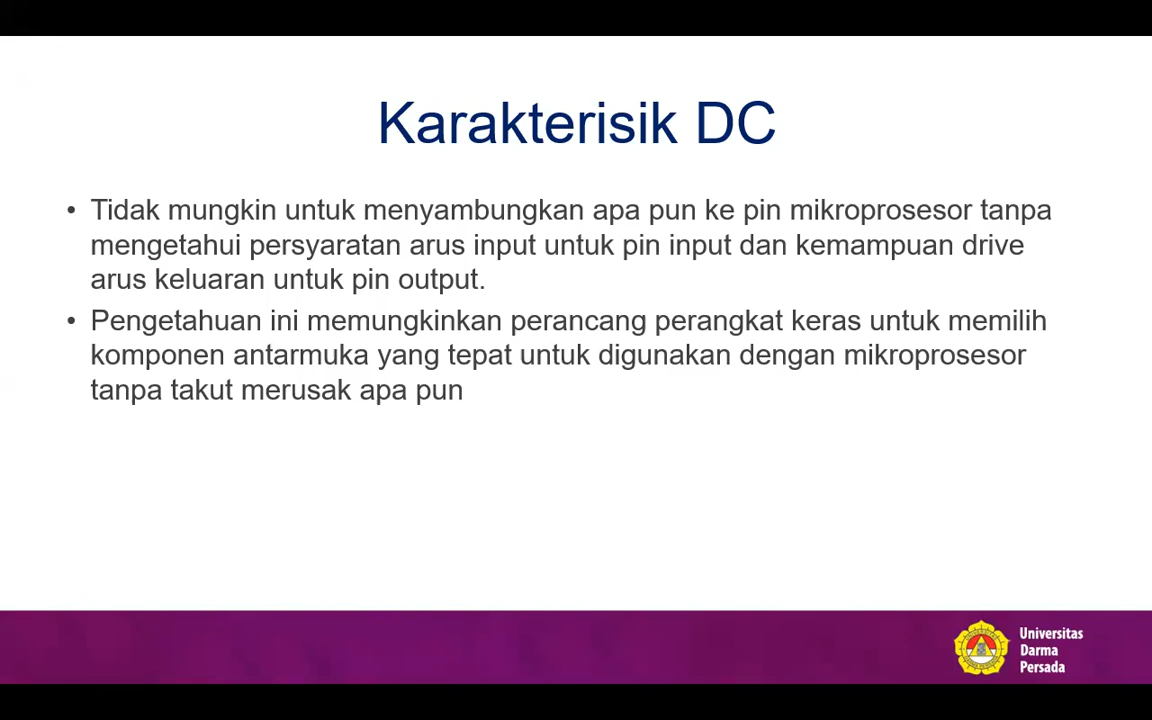 Karakterisik DC
• Tidak mungkin untuk menyambungkan apa pun ke pin mikroprosesor tanpa
mengetahui persyaratan arus input untuk pin input dan kemampuan drive
arus keluaran untuk pin output.
• Pengetahuan ini memungkinkan perancang perangkat keras untuk memilih
komponen antarmuka yang tepat untuk digunakan dengan mikroprosesor
tanpa takut merusak apa pun
Universitas
Darma
Persada